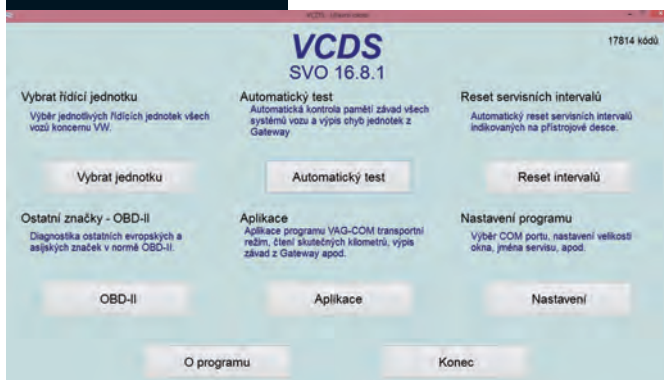 VCDS
SVO 16.8.1
17814 kódů.
Vybrat řídící jednotku
Výběr jednotlivých řídících jednotek všech
vozů koncernu VW.
Vybrat jednotku
Automatický test
Automatická kontrola pamětí závad všech
systémů vozu a výpis chyb jednotek z
Gateway
Automatický test
Reset servisních intervalů
Automatický reset servisních intervalů
indikovaných na přístrojové desce.
Reset intervalů
Ostatní značky - OBD-II
Diagnostika ostatních evropských a
asijských značek v normě OBD-II.
OBD-II
Aplikace
Aplikace programu VAG-COM transportní
režim, čtení skutečných kilometrů, výpis
závad z Gateway apod.
Aplikace
Nastavení programu
Výběr COM portu, nastavení velikosti
okna, jména servisu, apod.
Nastavení
O programu
Konec